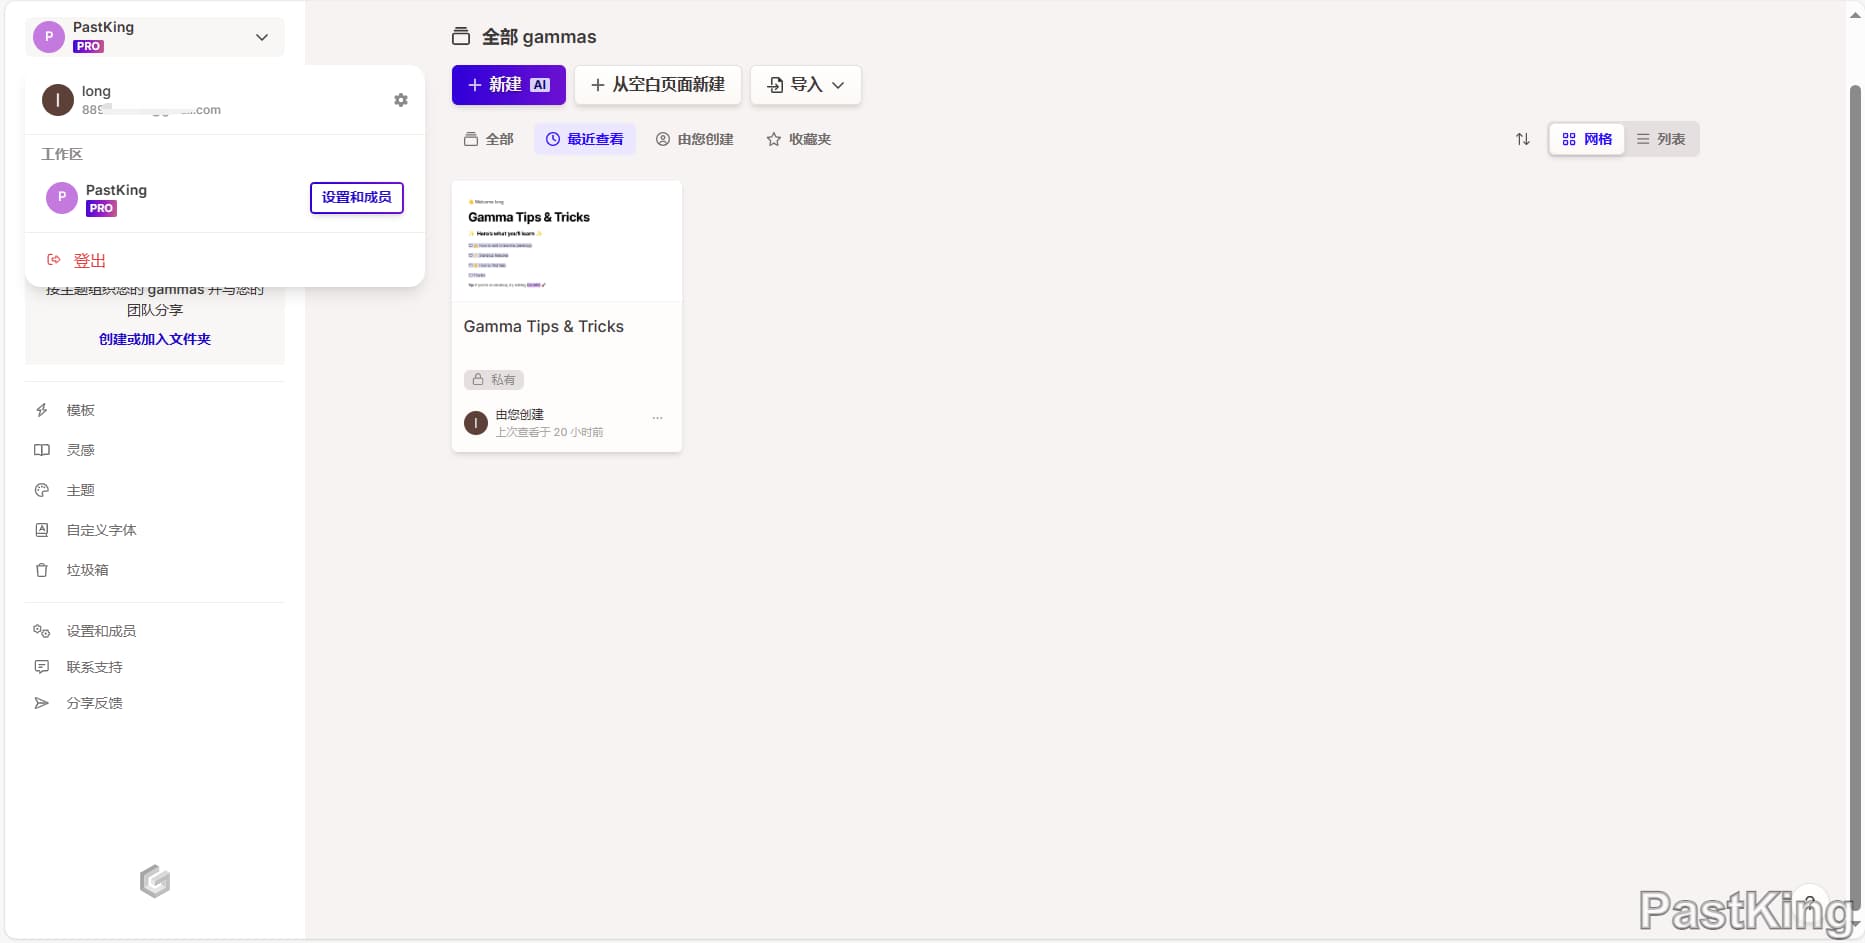 P
PastKing
PRO
l
long
工作区
P
PastKing
PRO
设置和成员
登出
按主题组织您的 gammas 并与您的
团队分享
创建或加入文件夹
模板
灵感
主题
自定义字体
垃圾箱
设置和成员
联系支持
分享反馈
全部 gammas
新建 AI
从空白页面新建
导入
全部
最近查看
由您创建
收藏夹
网格
列表
Welcome long
Gamma Tips & Tricks
Here's what you'll learn
Gamma Tips & Tricks
私有
l
由您创建
上次查看于 20 小时前
?
PastKing